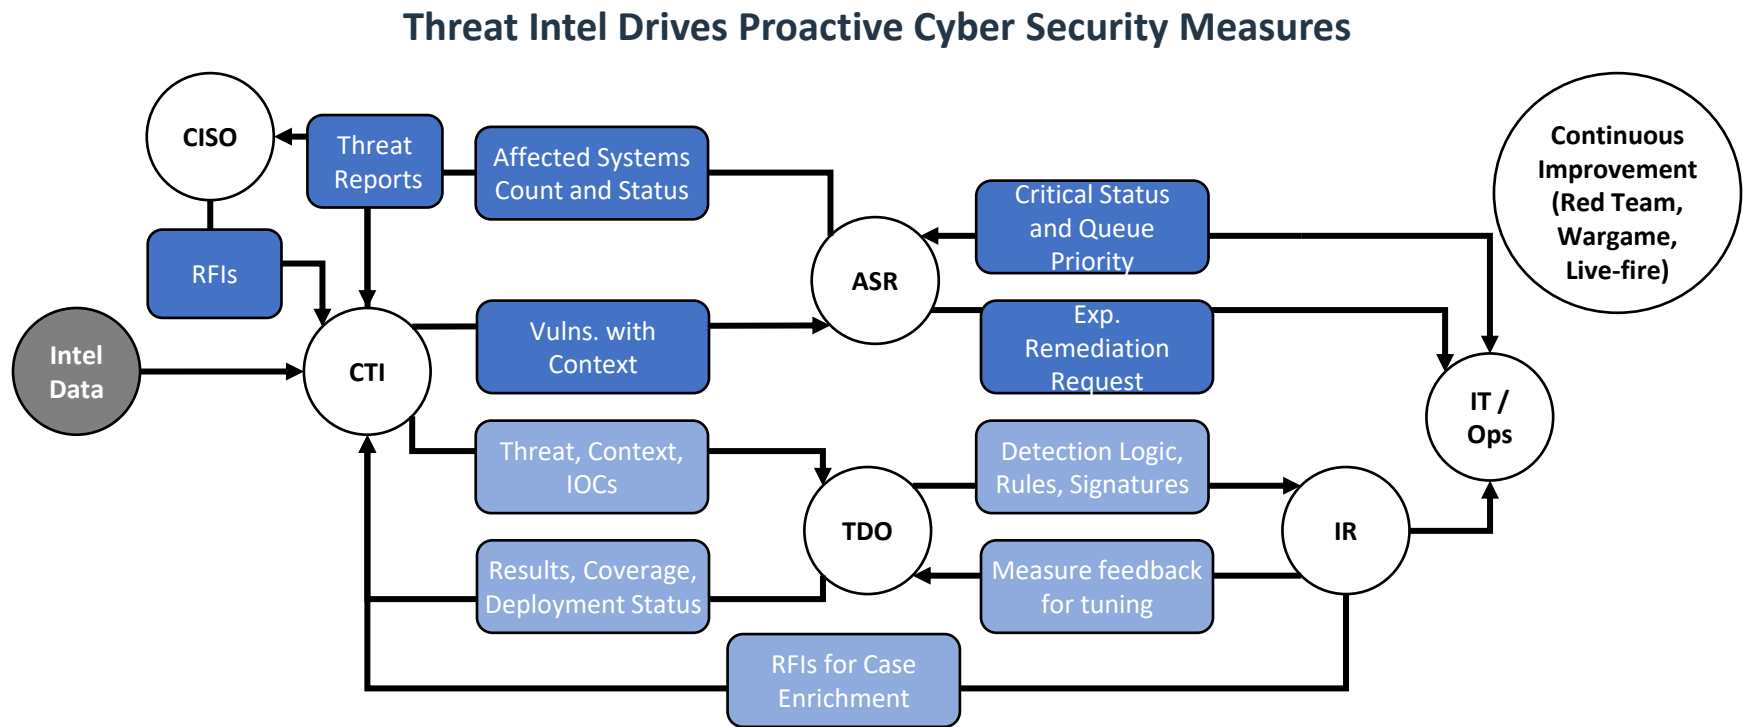 Threat Intel Drives Proactive Cyber Security Measures
CISO
Threat
Reports
Affected Systems
Count and Status
Critical Status
and Queue
Priority
Continuous
Improvement
(Red Team,
Wargame,
Live-fire)
RFIs
ASR
Intel
Data
CTI
Vulns. with
Context
Exp.
Remediation
Request
IT /
Ops
Threat, Context,
IOCs
Detection Logic,
Rules, Signatures
TDO
IR
Results, Coverage,
Deployment Status
Measure feedback
for tuning
RFIs for Case
Enrichment